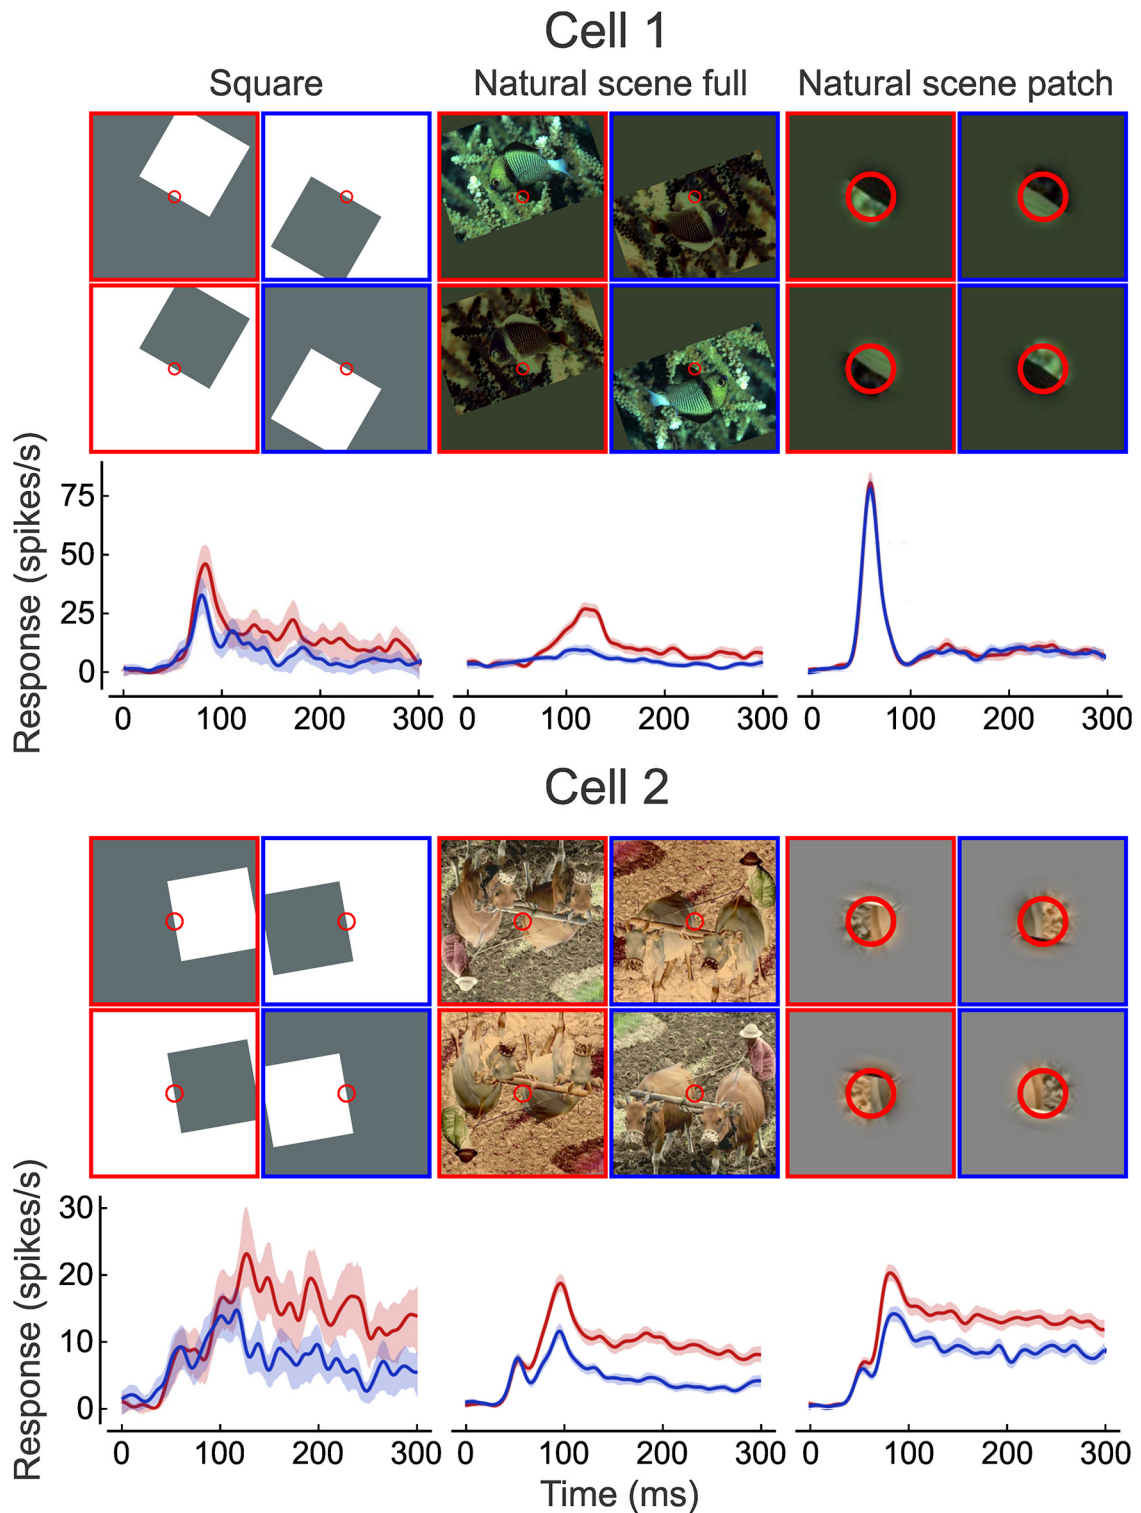 Cell 1
Square
Natural scene full
Natural scene patch
Response (spikes/s)
75
50
25
0
0 100 200 300
0 100 200 300
0 100 200 300
Cell 2
Response (spikes/s)
30
20
10
0
0 100 200 300
0 100 200 300
0 100 200 300
Time (ms)